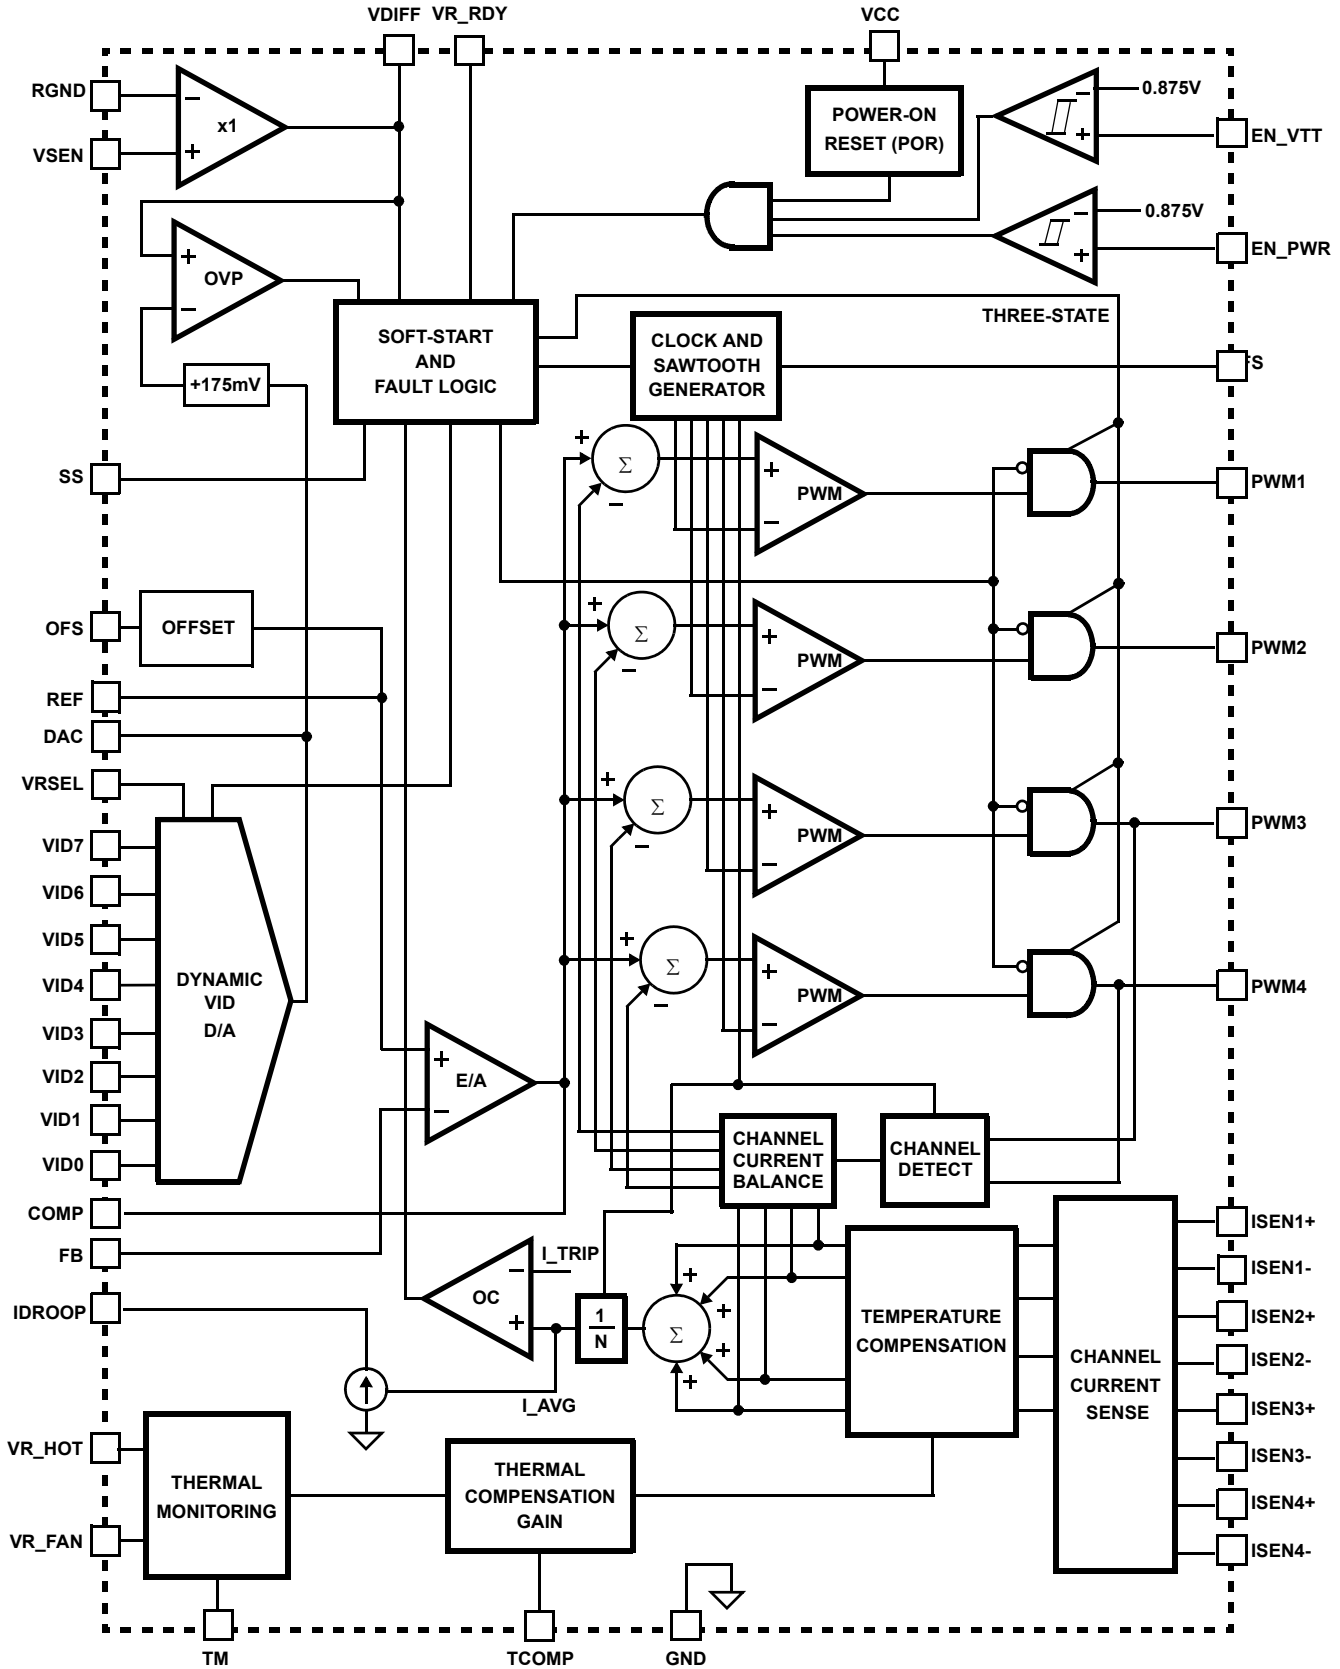 VDIFF VR_RDY VCC
RGND
x1
VSEN
POWER-ON
RESET (POR)
0.875V
EN_VTT
0.875V
EN_PWR
OVP
+175mV
SOFT-START
AND
FAULT LOGIC
CLOCK AND
SAWTOOTH
GENERATOR
THREE-STATE
FS
SS
Σ
PWM
PWM1
OFS
OFFSET
Σ
PWM
PWM2
REF
DAC
VRSEL
Σ
PWM
PWM3
VID7
VID6
VID5
VID4
VID3
VID2
VID1
VID0
DYNAMIC
VID
D/A
Σ
PWM
PWM4
E/A
CHANNEL
CURRENT
BALANCE
CHANNEL
DETECT
COMP
FB
IDROOP
I_TRIP
OC
1
N
Σ
I_AVG
TEMPERATURE
COMPENSATION
CHANNEL
CURRENT
SENSE
ISEN1+
ISEN1-
ISEN2+
ISEN2-
ISEN3+
ISEN3-
ISEN4+
ISEN4-
VR_HOT
VR_FAN
THERMAL
MONITORING
THERMAL
COMPENSATION
GAIN
TM
TCOMP
GND